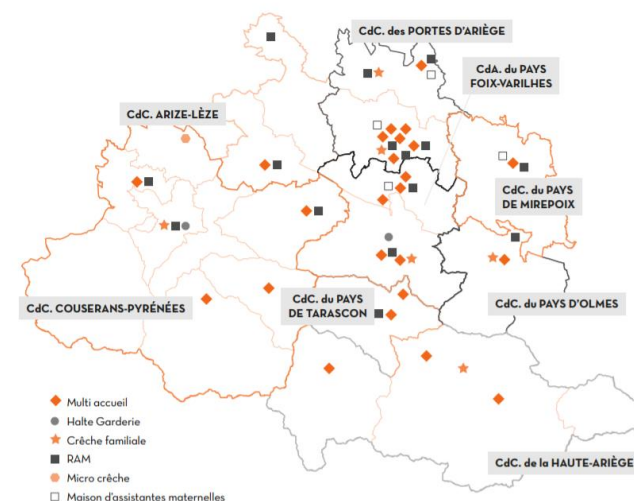 CdC. des PORTES D'ARIÈGE
CdA. du PAYS
FOIX-VARILHES
CdC. ARIZE-LÈZE
CdC. du PAYS
DE MIREPOIX
CdC. COUSERANS-PYRÉNÉES
CdC. du PAYS
DE TARASCON
CdC. du PAYS D'OLMES
CdC. de la HAUTE-ARIÈGE
Multi accueil
Halte Garderie
Crêche familiale
RAM
Micro crêche
Maison d'assistantes maternelles